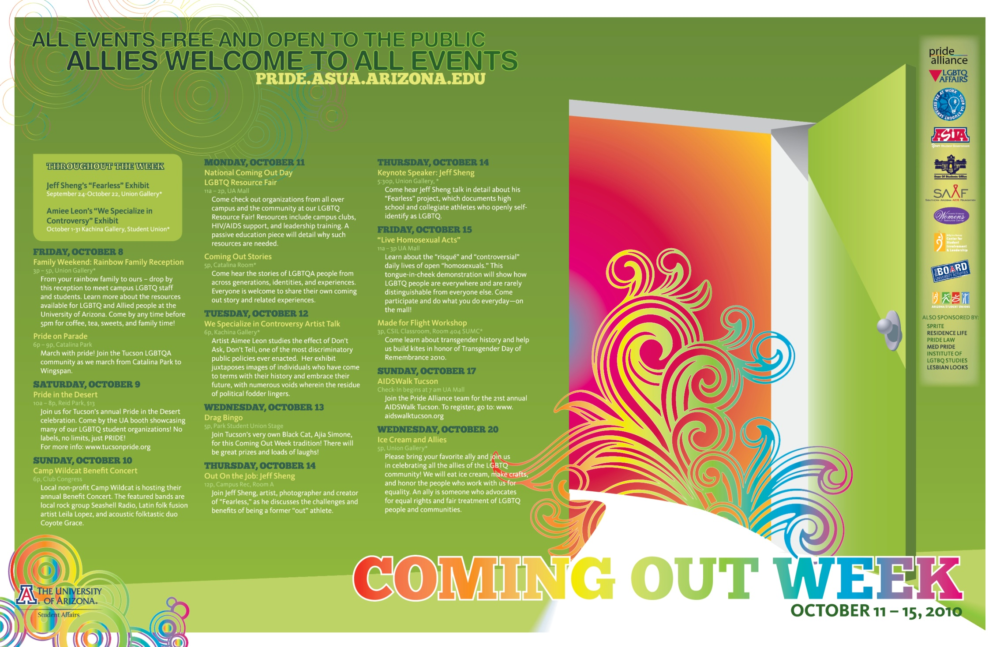 ALL EVENTS FREE AND OPEN TO THE PUBLIC
ALLIES WELCOME TO ALL EVENTS
PRIDE.ASUA.ARIZONA.EDU
THROUGHOUT THE WEEK
Jeff Sheng's “Fearless” Exhibit
September 24-October 22, Union Gallery*
Amiee Leon's “We Specialize in
Controversy” Exhibit
October 1-31 Kachina Gallery, Student Union*
FRIDAY, OCTOBER 8
Family Weekend: Rainbow Family Reception
3p – 5p, Union Gallery*
From your rainbow family to ours – drop by
this reception to meet campus LGBTQ staff
and students. Learn more about the resources
available for LGBTQ and Allied people at the
University of Arizona. Come by any time before
5pm for coffee, tea, sweets, and family time!
Pride on Parade
6p – 9p, Catalina Park
March with pride! Join the Tucson LGBTQA
community as we march from Catalina Park to
Wingspan.
SATURDAY, OCTOBER 9
Pride in the Desert
10a – 8p, Reid Park, $13
Join us for Tucson's annual Pride in the Desert
celebration. Come by the UA booth showcasing
many of our LGBTQ student organizations! No
labels, no limits, just PRIDE!
For more info: www.tucsonpride.org
SUNDAY, OCTOBER 10
Camp Wildcat Benefit Concert
6p, Club Congress
Local non-profit Camp Wildcat is hosting their
annual Benefit Concert. The featured bands are
local rock group Seashell Radio, Latin folk fusion
artist Leila Lopez, and acoustic folktastic duo
Coyote Grace.
MONDAY, OCTOBER 11
National Coming Out Day
LGBTQ Resource Fair
11a – 2p, UA Mall
Come check out organizations from all over
campus and the community at our LGBTQ
Resource Fair! Resources include campus clubs,
HIV/AIDS support, and leadership training. A
passive education piece will detail why such
resources are needed.
Coming Out Stories
5p, Catalina Room*
Come hear the stories of LGBTQA people from
across generations, identities, and experiences.
Everyone is welcome to share their own coming
out story and related experiences.
TUESDAY, OCTOBER 12
We Specialize in Controversy Artist Talk
6p, Kachina Gallery*
Artist Aimee Leon studies the effect of Don't
Ask, Don't Tell, one of the most discriminatory
public policies ever enacted. Her exhibit
juxtaposes images of individuals who have come
to terms with their history and embrace their
future, with numerous voids wherein the residue
of political fodder lingers.
WEDNESDAY, OCTOBER 13
Drag Bingo
5p, Park Student Union Stage
Join Tucson's very own Black Cat, Ajia Simone,
for this Coming Out Week tradition! There will
be great prizes and loads of laughs!
THURSDAY, OCTOBER 14
Out On the Job: Jeff Sheng
12p, Campus Rec, Room A
Join Jeff Sheng, artist, photographer and creator
of “Fearless,” as he discusses the challenges and
benefits of being a former “out” athlete.
THURSDAY, OCTOBER 14
Keynote Speaker: Jeff Sheng
5:30p, Union Gallery, *
Come hear Jeff Sheng talk in detail about his
“Fearless” project, which documents high
school and collegiate athletes who openly self-
identify as LGBTQ.
FRIDAY, OCTOBER 15
“Live Homosexual Acts”
11a – 3p UA Mall
Learn about the “risqué” and “controversial”
daily lives of open “homosexuals.” This
tongue-in-cheek demonstration will show how
LGBTQ people are everywhere and are rarely
distinguishable from everyone else. Come
participate and do what you do everyday—on
the mall!
Made for Flight Workshop
3p, CSIL Classroom, Room 404 SUMC*
Come learn about transgender history and help
us build kites in honor of Transgender Day of
Remembrance 2010.
SUNDAY, OCTOBER 17
AIDSWalk Tucson
Check-In begins at 7 am UA Mall
Join the Pride Alliance team for the 21st annual
AIDSWalk Tucson. To register, go to: www.
aidswalktucson.org
WEDNESDAY, OCTOBER 20
Ice Cream and Allies
5p, Union Gallery*
Please bring your favorite ally and join us
in celebrating all the allies of the LGBTQ
community! We will eat ice cream, make crafts,
and honor the people who work with us for
equality. An ally is someone who advocates
for equal rights and fair treatment of LGBTQ
people and communities.
pride
alliance
LGBTQ
AFFAIRS
YOUR UA STUDENT SERVICES FEE AT WORK
ASUA
Your Student Government
Dean Of Students Office
SAAF
SOUTHERN ARIZONA AIDS FOUNDATION
University Of Arizona
Women's
Resource Center
Center for
Student
Involvement
& Leadership
the BOARD
UNIVERSITY ACTIVITIES
ARIZONA STUDENT UNIONS
ALSO SPONSORED BY:
SPRITE
RESIDENCE LIFE
PRIDE LAW
MED PRIDE
INSTITUTE OF
LGTBQ STUDIES
LESBIAN LOOKS
COMING OUT WEEK
OCTOBER 11 – 15, 2010
A THE UNIVERSITY
OF ARIZONA.
Student Affairs